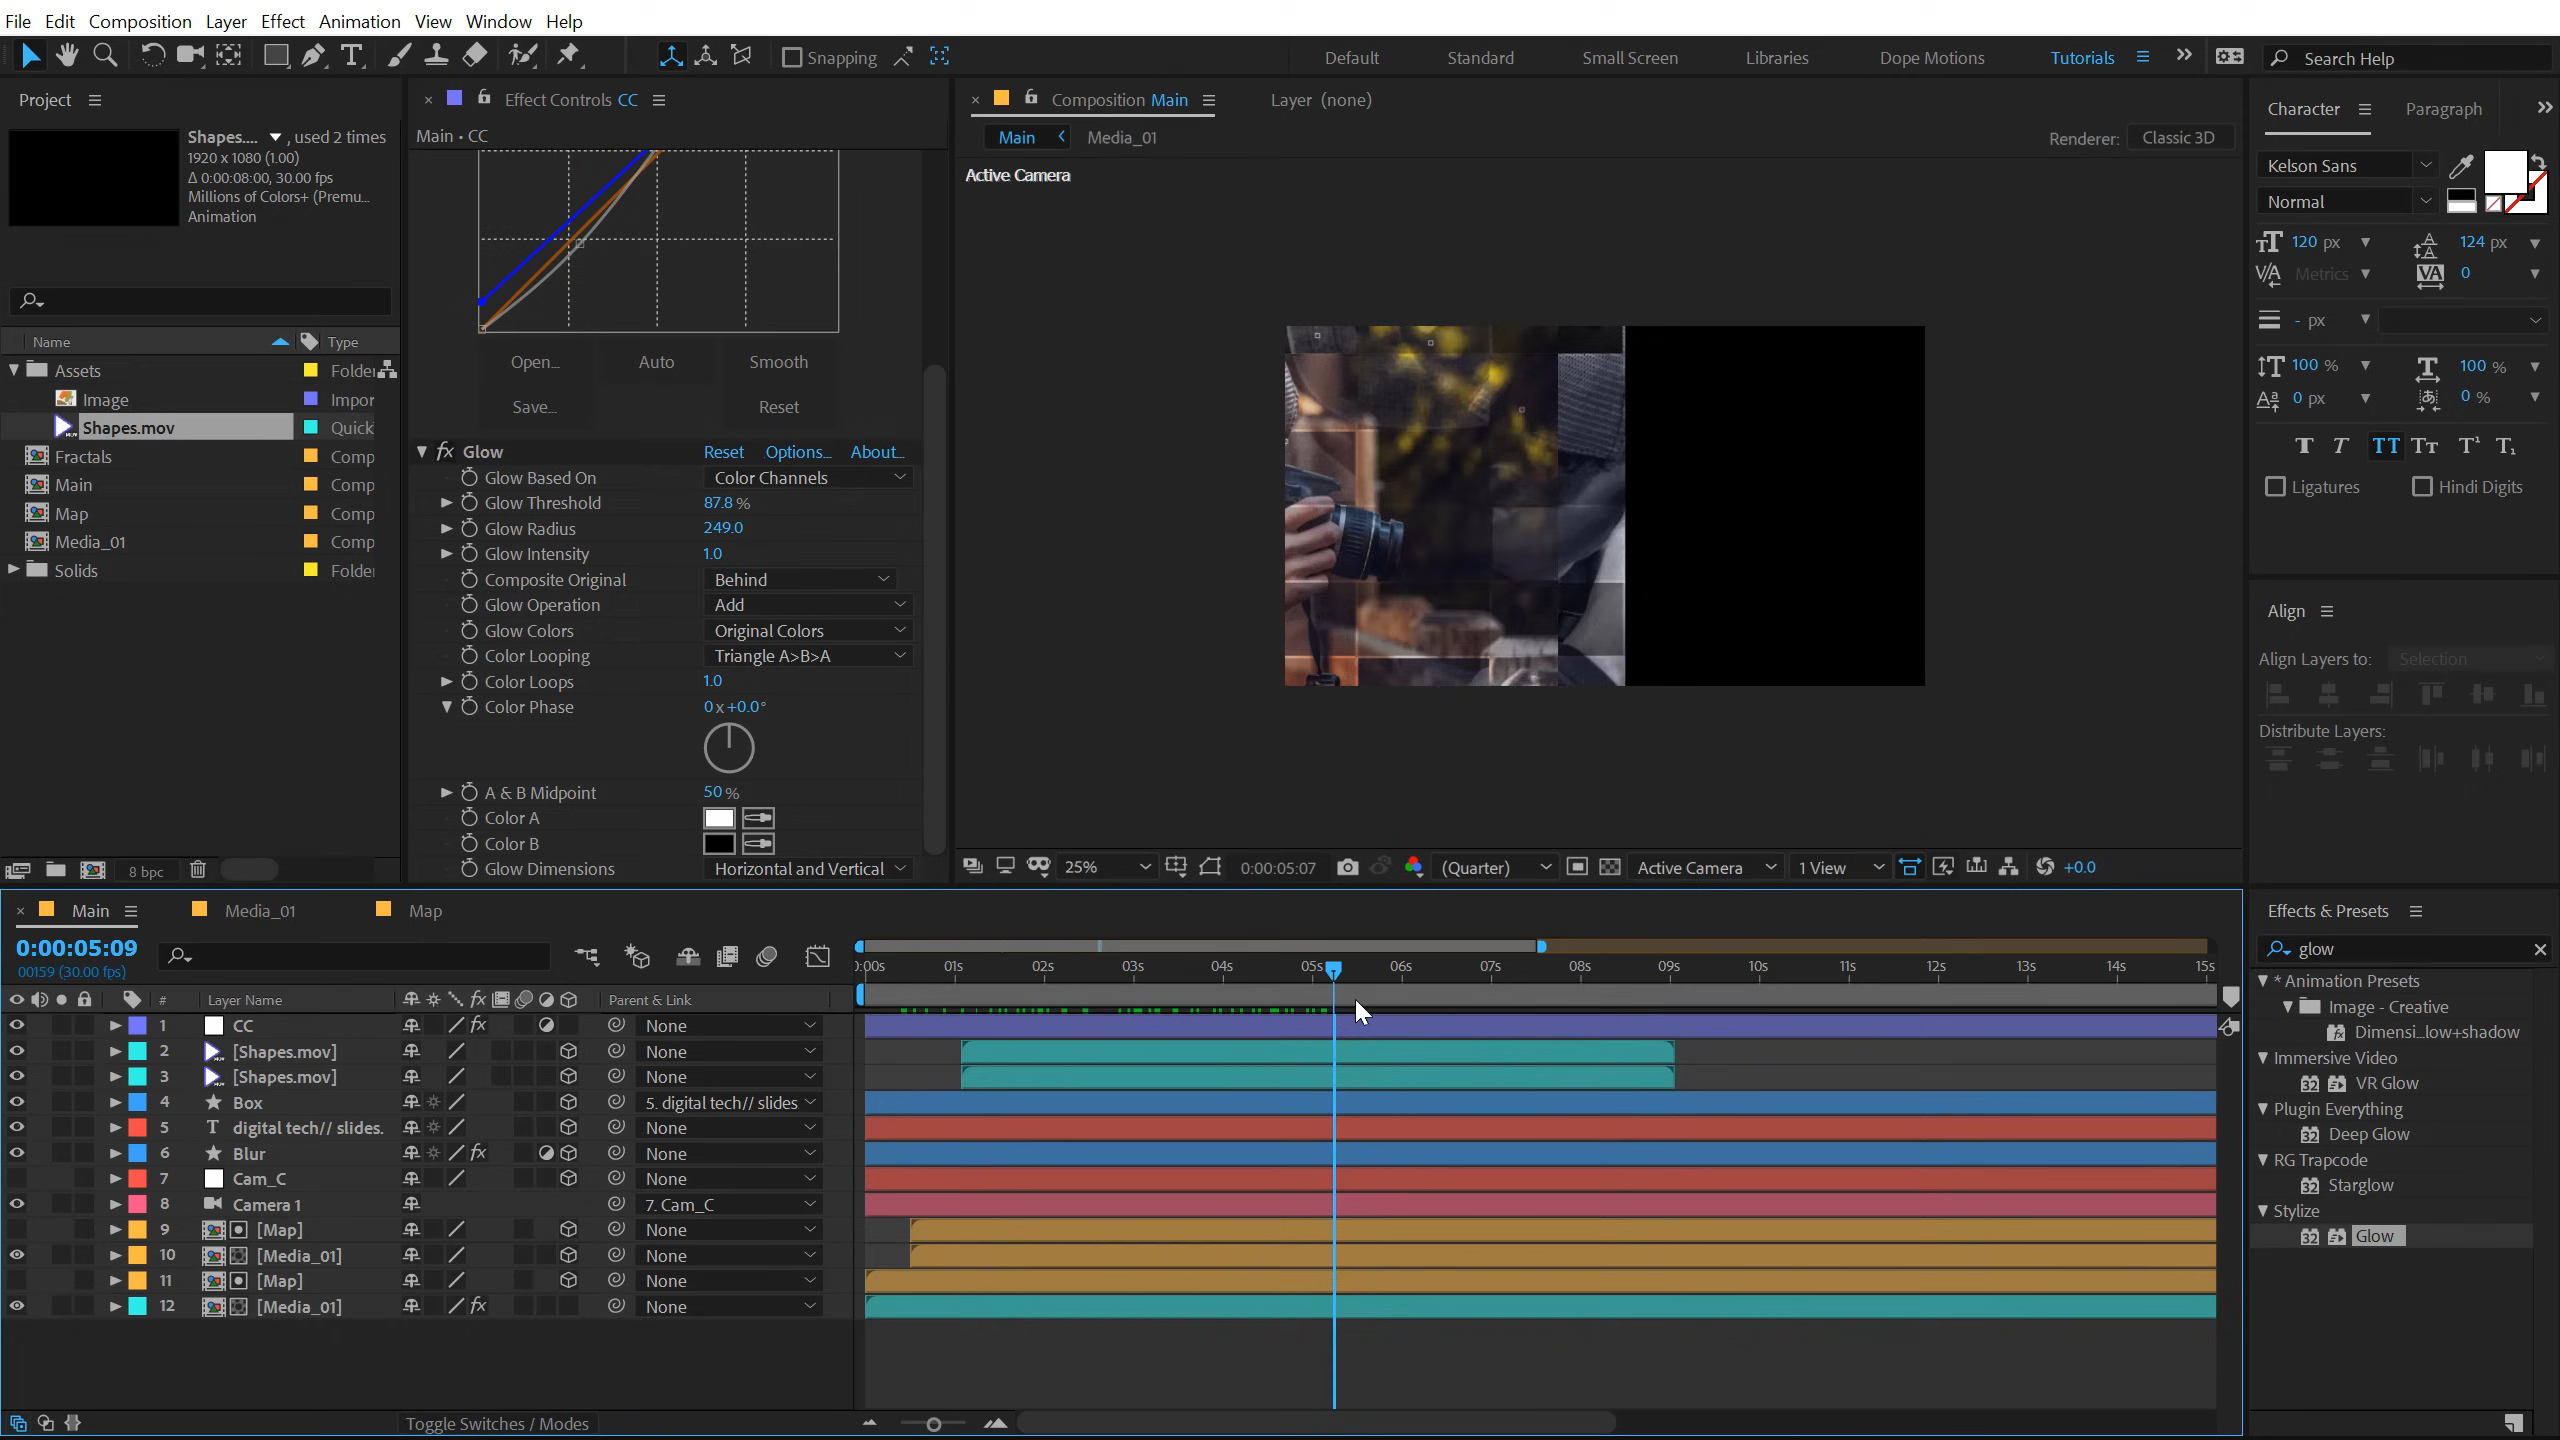 File Edit Composition Layer Effect Animation View Window Help
Snapping Default Standard Small Screen Libraries Dope Motions Tutorials Search Help
Project
Shapes.... , used 2 times
1920 x 1080 (1.00)
Δ 0:00:08:00, 30.00 fps
Millions of Colors+ (Premu...
Animation
Name Type
Assets Folder
Image Impor
Shapes.mov Quick
Fractals Comp
Main Comp
Map Comp
Media_01 Comp
Solids Folder
8 bpc
Effect Controls CC
Main • CC
Open... Auto Smooth
Save... Reset
fx Glow Reset Options... About...
Glow Based On Color Channels
Glow Threshold 87.8 %
Glow Radius 249.0
Glow Intensity 1.0
Composite Original Behind
Glow Operation Add
Glow Colors Original Colors
Color Looping Triangle A>B>A
Color Loops 1.0
Color Phase 0 x +0.0°
A & B Midpoint 50 %
Color A
Color B
Glow Dimensions Horizontal and Vertical
Composition Main Layer (none)
Main Media_01 Renderer: Classic 3D
Active Camera
25% 0:00:05:07 (Quarter) Active Camera 1 View +0.0
Character Paragraph
Kelson Sans
Normal
120 px 124 px
Metrics 0
- px
100 % 100 %
0 px 0 %
Ligatures Hindi Digits
Align
Align Layers to: Selection
Distribute Layers:
Effects & Presets
glow
* Animation Presets
Image - Creative
Dimensi...low+shadow
Immersive Video
32 VR Glow
Plugin Everything
32 Deep Glow
RG Trapcode
32 Starglow
Stylize
32 Glow
Main Media_01 Map
0:00:05:09
00159 (30.00 fps)
0:00s 01s 02s 03s 04s 05s 06s 07s 08s 09s 10s 11s 12s 13s 14s 15s
# Layer Name fx Parent & Link
1 CC fx None
2 [Shapes.mov] None
3 [Shapes.mov] None
4 Box 5. digital tech// slides
5 T digital tech// slides. None
6 Blur fx None
7 Cam_C None
8 Camera 1 7. Cam_C
9 [Map] None
10 [Media_01] None
11 [Map] None
12 [Media_01] fx None
Toggle Switches / Modes